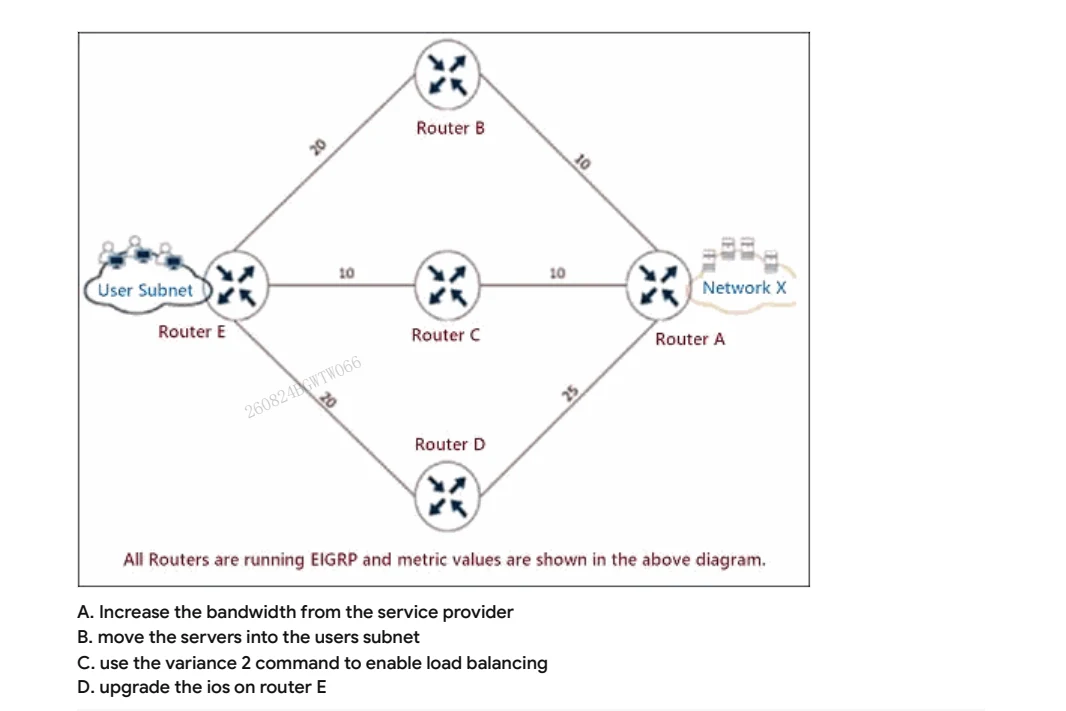 Router B
20
10
User Subnet
10
10
Network X
Router E
Router C
Router A
260824BGWTW066
20
25
Router D
All Routers are running EIGRP and metric values are shown in the above diagram.
A. Increase the bandwidth from the service provider
B. move the servers into the users subnet
C. use the variance 2 command to enable load balancing
D. upgrade the ios on router E